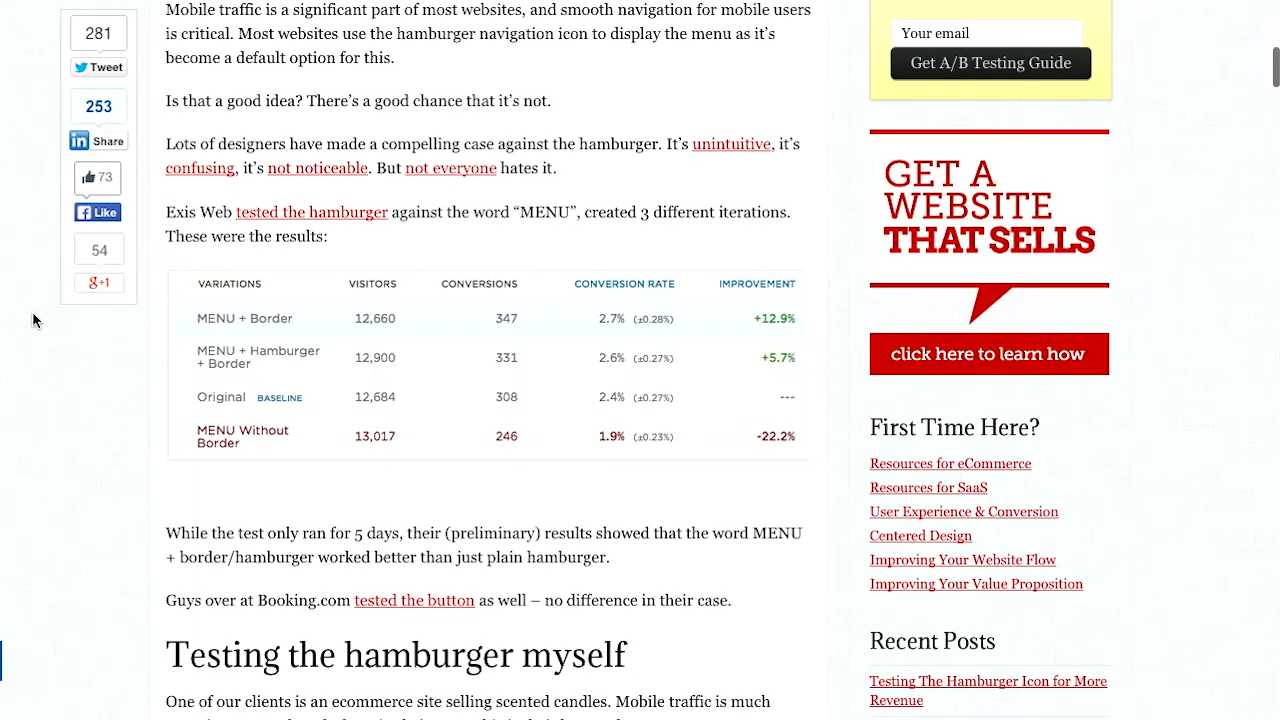 281
Tweet
253
in Share
73
Like
54
g+1
Mobile traffic is a significant part of most websites, and smooth navigation for mobile users
is critical. Most websites use the hamburger navigation icon to display the menu as it’s
become a default option for this.
Is that a good idea? There’s a good chance that it’s not.
Lots of designers have made a compelling case against the hamburger. It’s unintuitive, it’s
confusing, it’s not noticeable. But not everyone hates it.
Exis Web tested the hamburger against the word “MENU”, created 3 different iterations.
These were the results:
VARIATIONS VISITORS CONVERSIONS CONVERSION RATE IMPROVEMENT
MENU + Border 12,660 347 2.7% (±0.28%) +12.9%
MENU + Hamburger
+ Border 12,900 331 2.6% (±0.27%) +5.7%
Original BASELINE 12,684 308 2.4% (±0.27%) ---
MENU Without
Border 13,017 246 1.9% (±0.23%) -22.2%
While the test only ran for 5 days, their (preliminary) results showed that the word MENU
+ border/hamburger worked better than just plain hamburger.
Guys over at Booking.com tested the button as well – no difference in their case.
Testing the hamburger myself
One of our clients is an ecommerce site selling scented candles. Mobile traffic is much
Your email
Get A/B Testing Guide
GET A
WEBSITE
THAT SELLS
click here to learn how
First Time Here?
Resources for eCommerce
Resources for SaaS
User Experience & Conversion
Centered Design
Improving Your Website Flow
Improving Your Value Proposition
Recent Posts
Testing The Hamburger Icon for More
Revenue